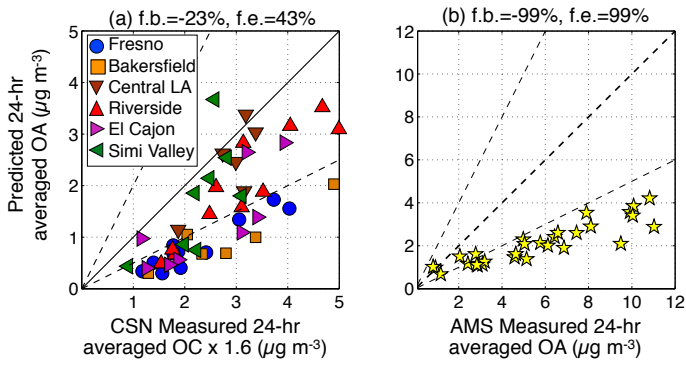 (a) f.b.=-23%, f.e.=43%
(b) f.b.=-99%, f.e.=99%
Predicted 24-hr
averaged OA (µg m-3)
5
4
3
2
1
0
Fresno
Bakersfield
Central LA
Riverside
El Cajon
Simi Valley
1 2 3 4 5
CSN Measured 24-hr
averaged OC x 1.6 (µg m-3)
12
10
8
6
4
2
0
2 4 6 8 10 12
AMS Measured 24-hr
averaged OA (µg m-3)